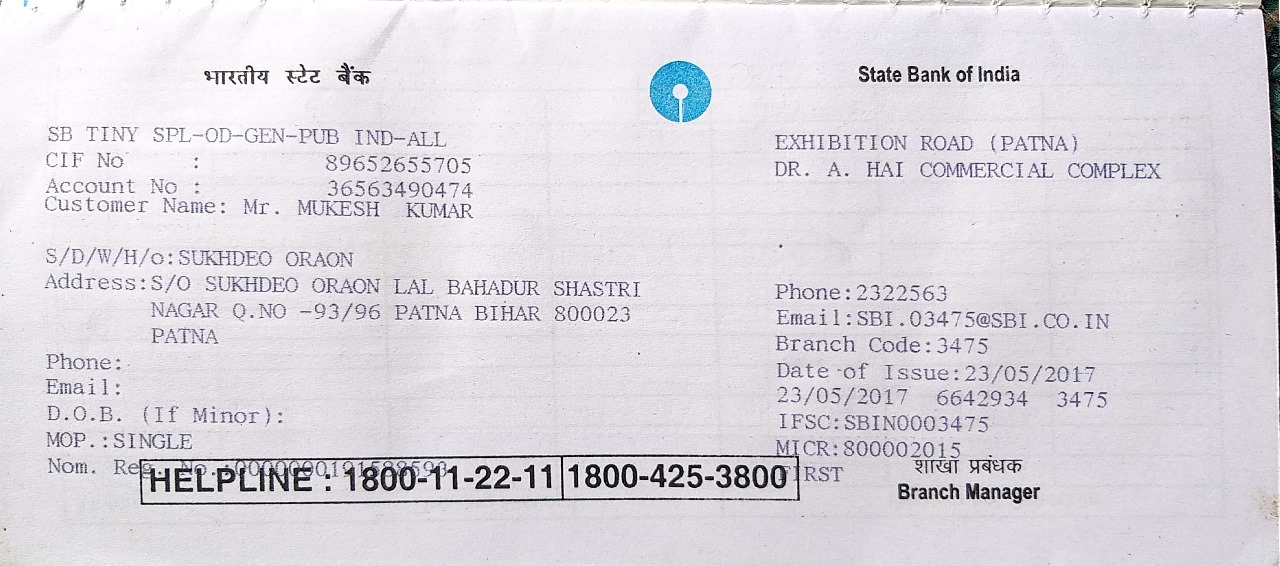 भारतीय स्टेट बैंक
State Bank of India
SB TINY SPL-OD-GEN-PUB IND-ALL
CIF No : 89652655705
Account No : 36563490474
Customer Name: Mr. MUKESH KUMAR
S/D/W/H/o:SUKHDEO ORAON
Address:S/O SUKHDEO ORAON LAL BAHADUR SHASTRI
NAGAR Q.NO -93/96 PATNA BIHAR 800023
PATNA
Phone:
Email:
D.O.B. (If Minor):
MOP.:SINGLE
Nom. Reg. No.:
HELPLINE : 1800-11-22-11 1800-425-3800
EXHIBITION ROAD (PATNA)
DR. A. HAI COMMERCIAL COMPLEX
Phone:2322563
Email:SBI.03475@SBI.CO.IN
Branch Code:3475
Date of Issue:23/05/2017
23/05/2017 6642934 3475
IFSC:SBIN0003475
MICR:800002015
FIRST
शाखा प्रबंधक
Branch Manager